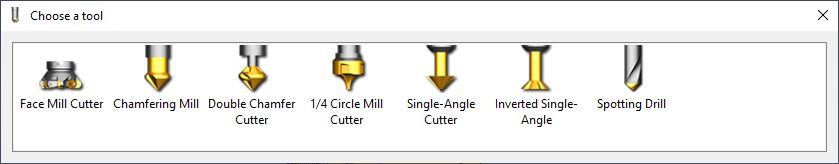 Choose a tool
Face Mill Cutter
Chamfering Mill
Double Chamfer
Cutter
1/4 Circle Mill
Cutter
Single-Angle
Cutter
Inverted Single-
Angle
Spotting Drill